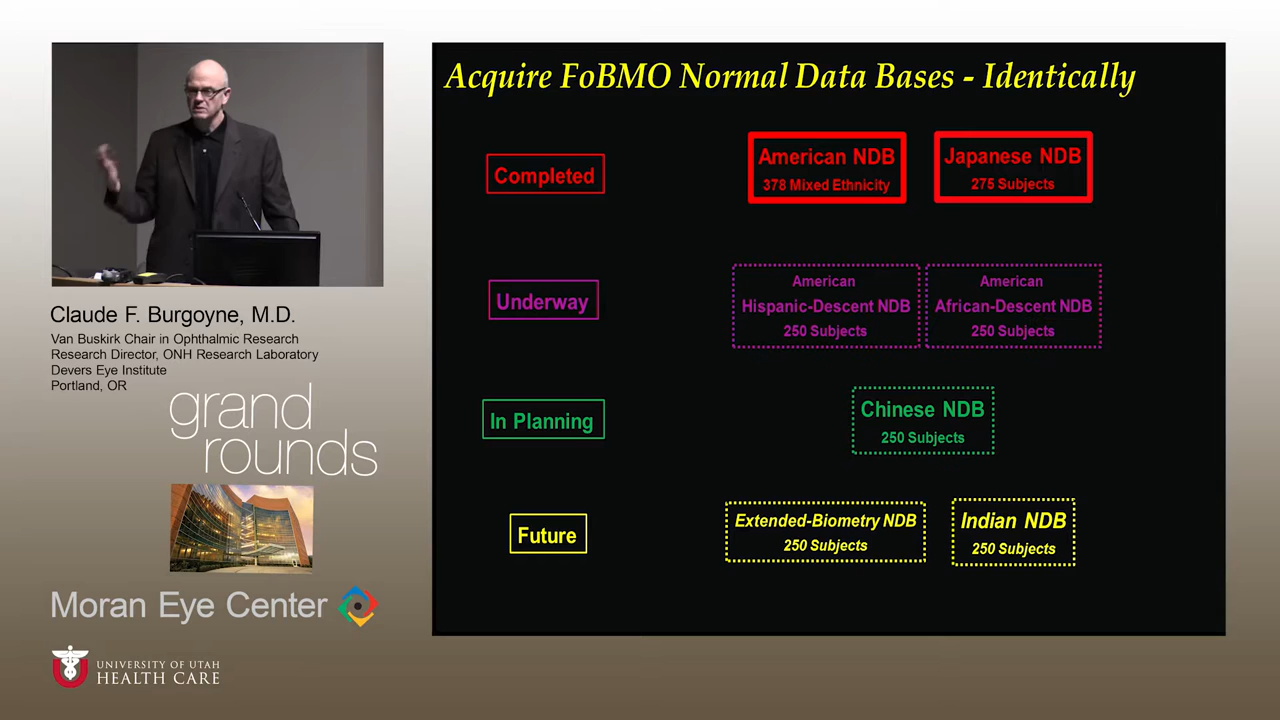 Acquire FoBMO Normal Data Bases - Identically
Completed
American NDB
378 Mixed Ethnicity
Japanese NDB
275 Subjects
Underway
American
Hispanic-Descent NDB
250 Subjects
American
African-Descent NDB
250 Subjects
In Planning
Chinese NDB
250 Subjects
Future
Extended-Biometry NDB
250 Subjects
Indian NDB
250 Subjects
Claude F. Burgoyne, M.D.
Van Buskirk Chair in Ophthalmic Research
Research Director, ONH Research Laboratory
Devers Eye Institute
Portland, OR
grand
rounds
Moran Eye Center
U
UNIVERSITY OF UTAH
HEALTH CARE